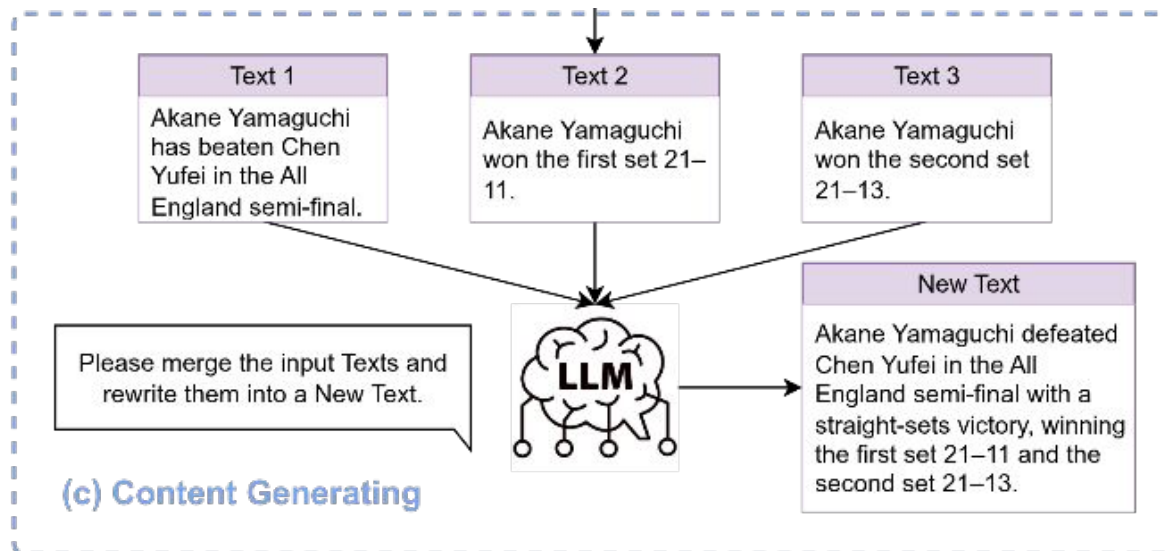 Text 1
Akane Yamaguchi
has beaten Chen
Yufei in the All
England semi-final.
Text 2
Akane Yamaguchi
won the first set 21–
11.
Text 3
Akane Yamaguchi
won the second set
21–13.
Please merge the input Texts and
rewrite them into a New Text.
LLM
New Text
Akane Yamaguchi defeated
Chen Yufei in the All
England semi-final with a
straight-sets victory, winning
the first set 21–11 and the
second set 21–13.
(c) Content Generating